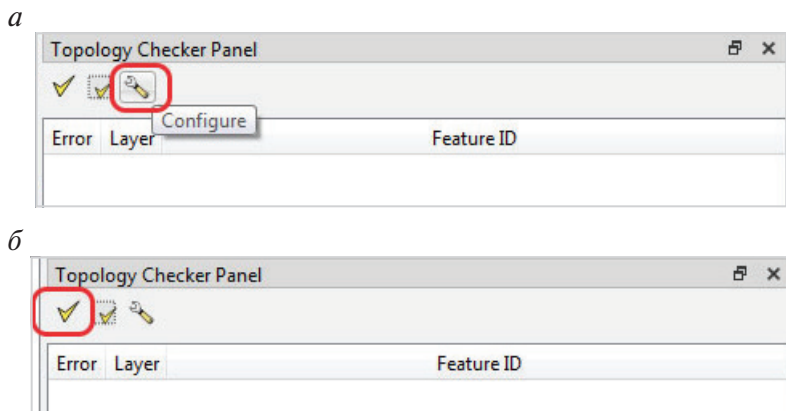 а
Topology Checker Panel
Configure
Error Layer Feature ID
б
Topology Checker Panel
Error Layer Feature ID